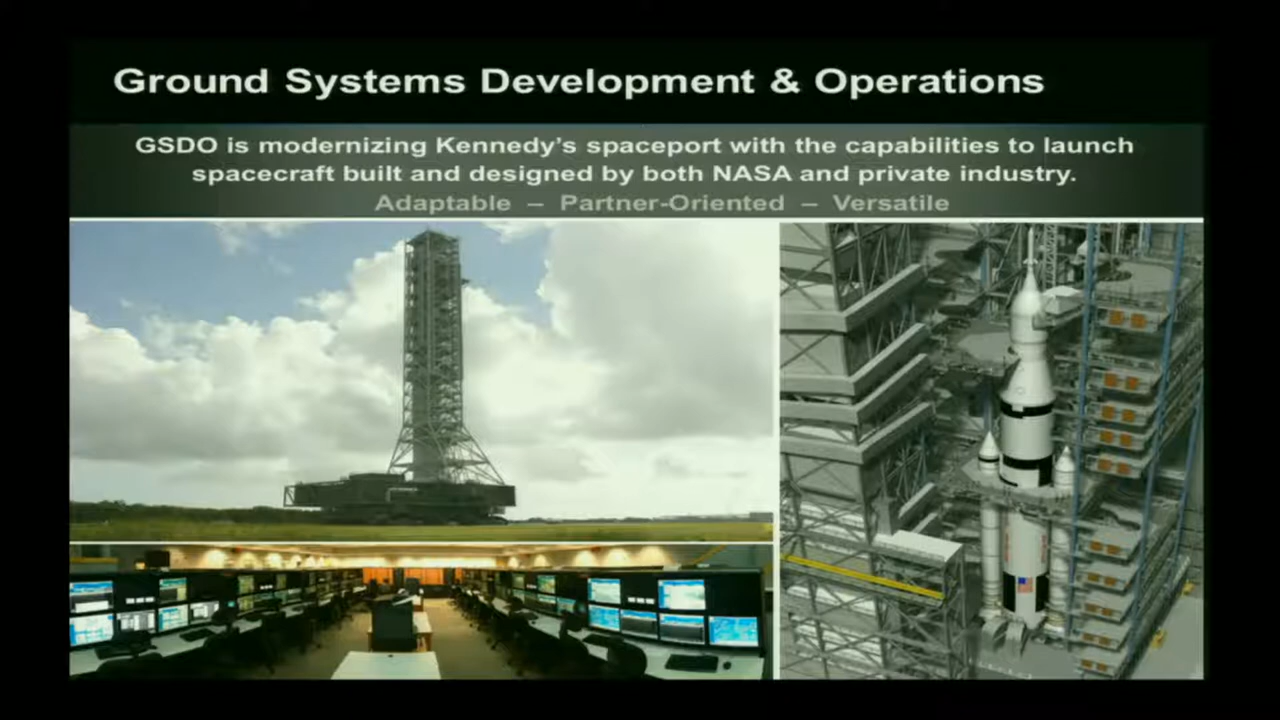 Ground Systems Development & Operations
GSDO is modernizing Kennedy's spaceport with the capabilities to launch
spacecraft built and designed by both NASA and private industry.
Adaptable – Partner-Oriented – Versatile